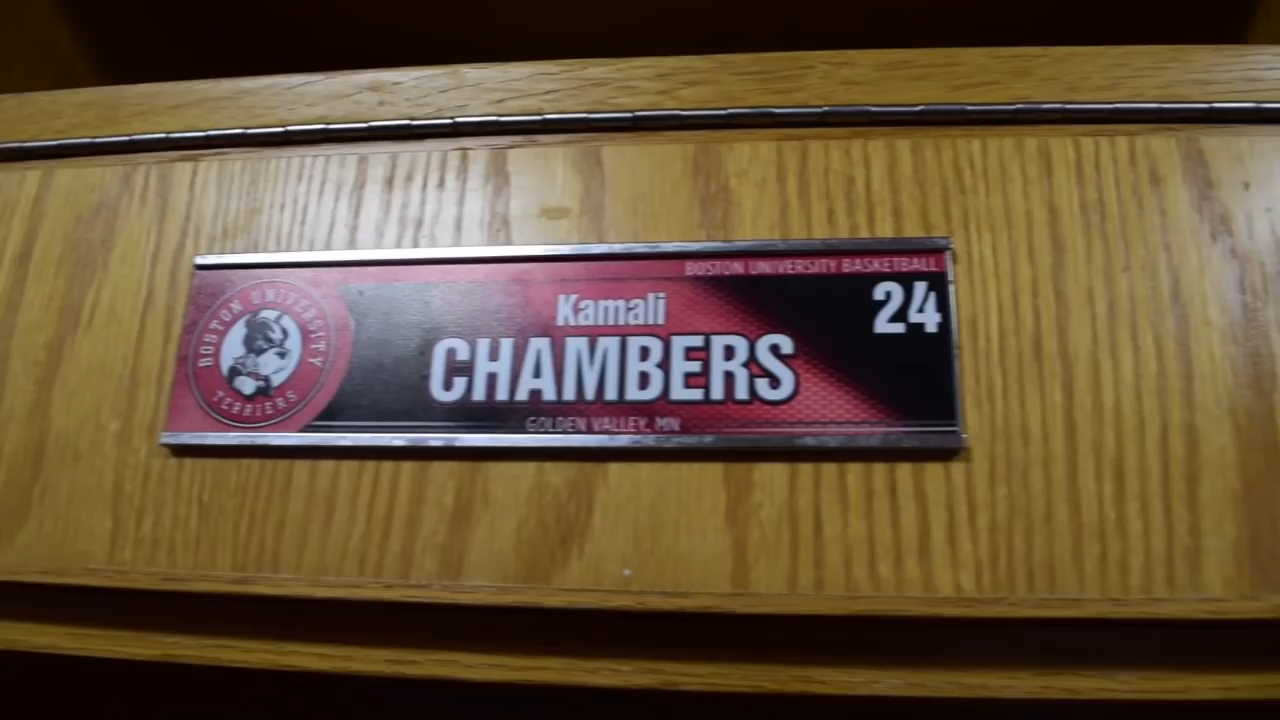 BOSTON UNIVERSITY BASKETBALL
24
Kamali
CHAMBERS
GOLDEN VALLEY, MN
BOSTON UNIVERSITY
TERRIERS